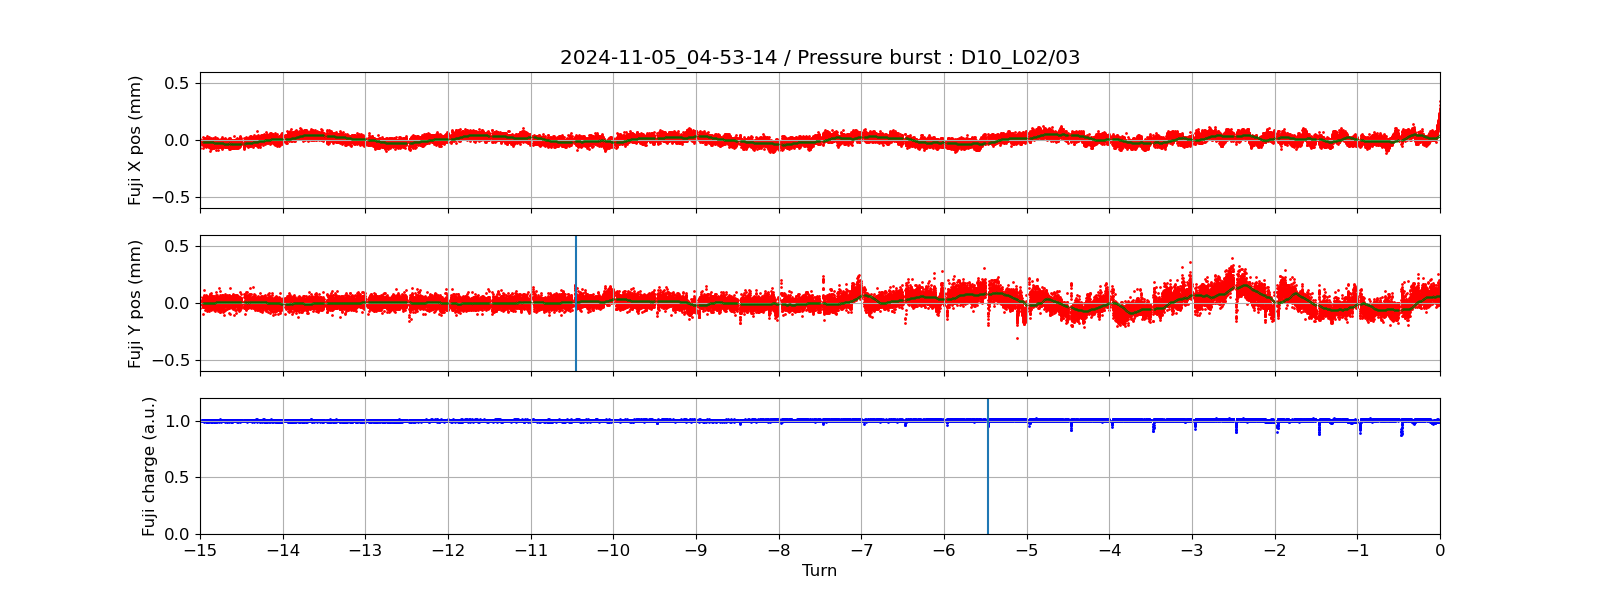 2024-11-05_04-53-14 / Pressure burst : D10_L02/03
Fuji X pos (mm)
0.5
0.0
−0.5
Fuji Y pos (mm)
0.5
0.0
−0.5
Fuji charge (a.u.)
1.0
0.5
0.0
−15 −14 −13 −12 −11 −10 −9 −8 −7 −6 −5 −4 −3 −2 −1 0
Turn